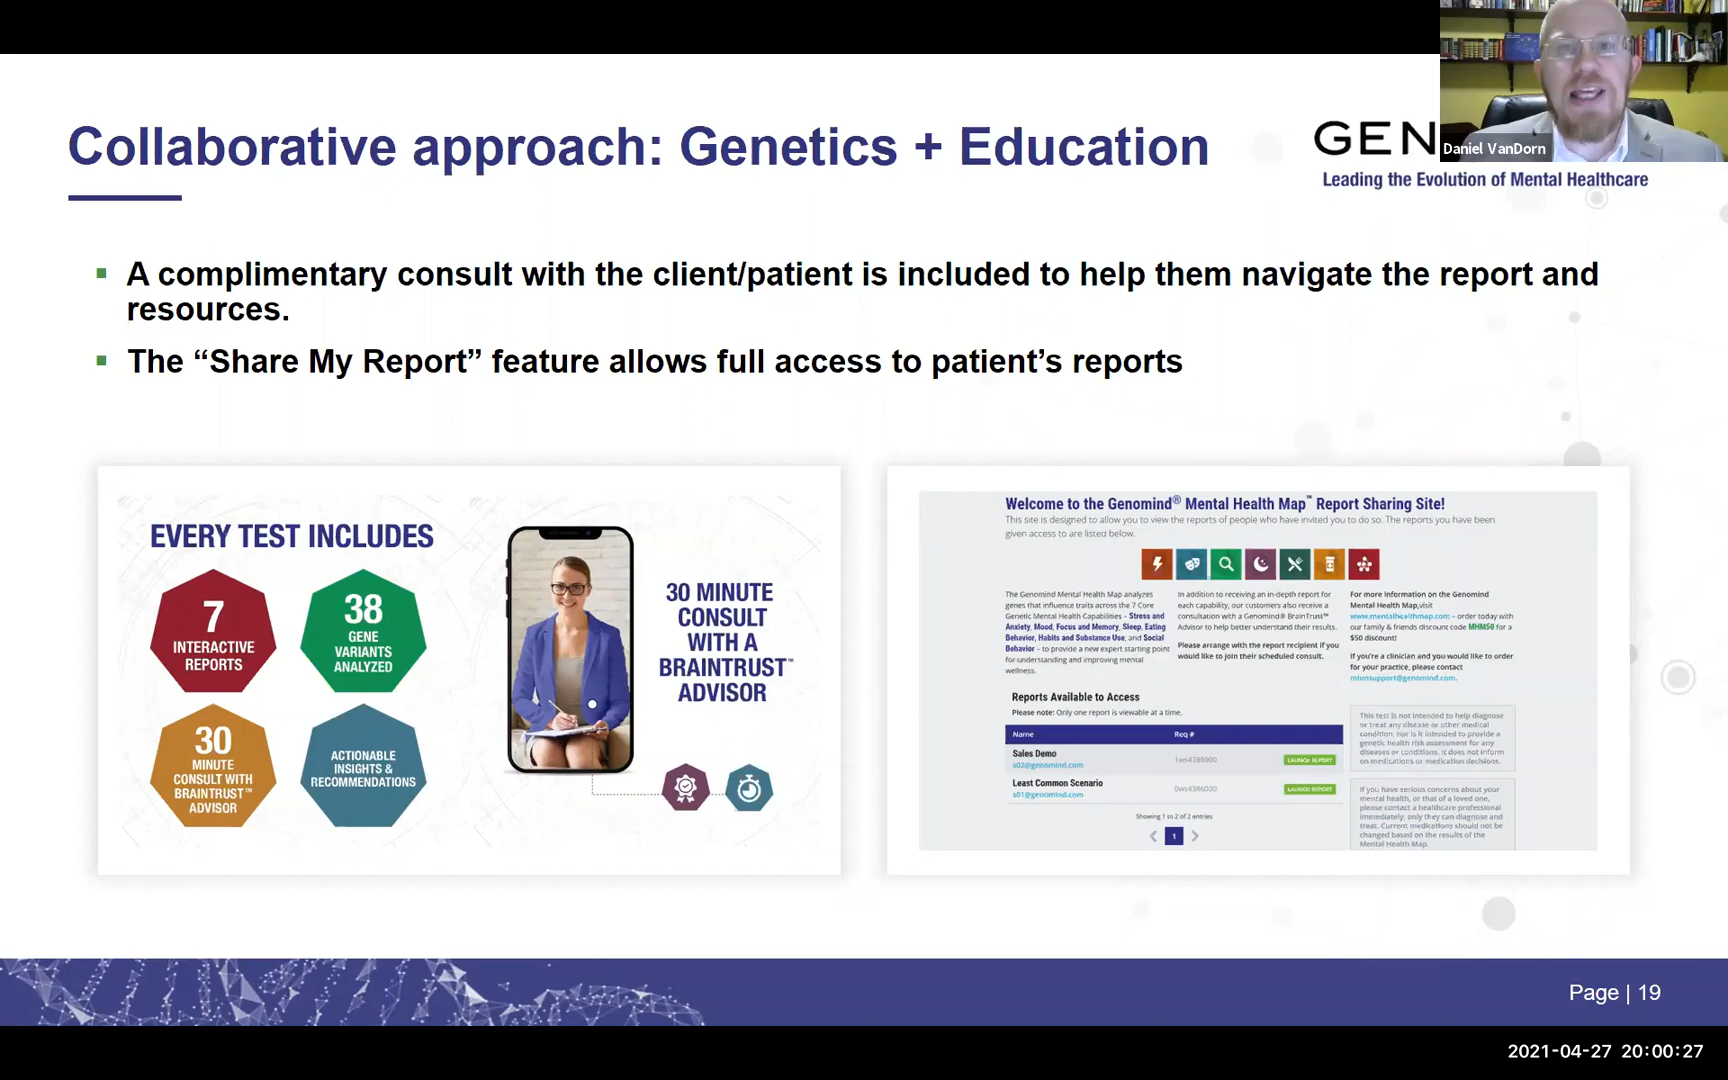 Daniel VanDorn
Collaborative approach: Genetics + Education
GEN
Leading the Evolution of Mental Healthcare
A complimentary consult with the client/patient is included to help them navigate the report and
resources.
The “Share My Report” feature allows full access to patient’s reports
EVERY TEST INCLUDES
7
INTERACTIVE
REPORTS
38
GENE
VARIANTS
ANALYZED
30
MINUTE
CONSULT WITH
BRAINTRUST™
ADVISOR
ACTIONABLE
INSIGHTS &
RECOMMENDATIONS
30 MINUTE
CONSULT
WITH A
BRAINTRUST™
ADVISOR
Welcome to the Genomind® Mental Health Map™ Report Sharing Site!
This site is designed to allow you to view the reports of people who have invited you to do so. The reports you have been
given access to are listed below.
The Genomind Mental Health Map analyzes
genes that influence traits across the 7 Core
Genetic Mental Health Capabilities – Stress and
Anxiety, Mood, Focus and Memory, Sleep, Eating
Behavior, Habits and Substance Use, and Social
Behavior – to provide a new expert starting point
for understanding and improving mental
wellness.
In addition to receiving an in-depth report for
each capability, our customers also receive a
consultation with a Genomind® BrainTrust™
Advisor to help better understand their results.
Please arrange with the report recipient if you
would like to join their scheduled consult.
For more information on the Genomind
Mental Health Map,visit
www.mentalhealthmap.com – order today with
our family & friends discount code MHM50 for a
$50 discount!
If you're a clinician and you would like to order
for your practice, please contact
mhmsupport@genomind.com.
Reports Available to Access
Please note: Only one report is viewable at a time.
Name Req #
Sales Demo
s02@genomind.com
1ws4386000
LAUNCH REPORT
Least Common Scenario
s01@genomind.com
0ws4386000
LAUNCH REPORT
Showing 1 to 2 of 2 entries
1
This test is not intended to help diagnose
or treat any disease or other medical
condition, nor is it intended to provide a
genetic health risk assessment for any
diseases or conditions. It does not inform
on medications or medication decisions.
If you have serious concerns about your
mental health, or that of a loved one,
please contact a healthcare professional
immediately; only they can diagnose and
treat. Current medications should not be
changed based on the results of the
Mental Health Map.
Page | 19
2021-04-27 20:00:27